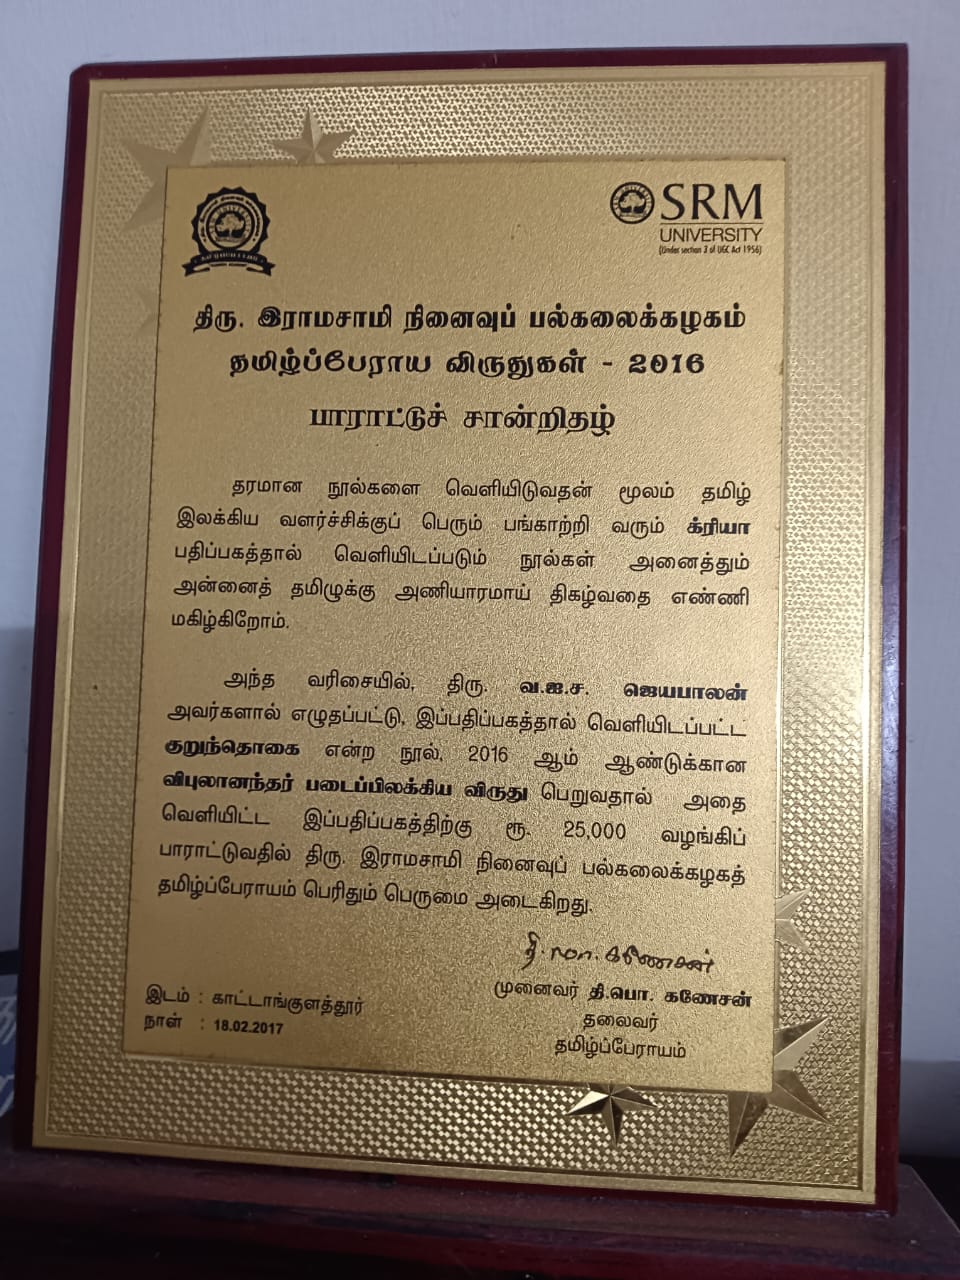 SRM
UNIVERSITY
(Under section 3 of UGC Act 1956)
திரு. இராமசாமி நினைவுப் பல்கலைக்கழகம்
தமிழ்ப்பேராய விருதுகள் - 2016
பாராட்டுச் சான்றிதழ்
தரமான நூல்களை வெளியிடுவதன் மூலம் தமிழ்
இலக்கிய வளர்ச்சிக்குப் பெரும் பங்காற்றி வரும் க்ரியா
பதிப்பகத்தால் வெளியிடப்படும் நூல்கள் அனைத்தும்
அன்னைத் தமிழுக்கு அணியாரமாய் திகழ்வதை எண்ணி
மகிழ்கிறோம்.
அந்த வரிசையில், திரு. வ.ஐ.ச. ஜெயபாலன்
அவர்களால் எழுதப்பட்டு, இப்பதிப்பகத்தால் வெளியிடப்பட்ட
குறுந்தொகை என்ற நூல், 2016 ஆம் ஆண்டுக்கான
விபுலானந்தர் படைப்பிலக்கிய விருது பெறுவதால் அதை
வெளியிட்ட இப்பதிப்பகத்திற்கு ரூ. 25,000 வழங்கிப்
பாராட்டுவதில் திரு. இராமசாமி நினைவுப் பல்கலைக்கழகத்
தமிழ்ப்பேராயம் பெரிதும் பெருமை அடைகிறது.
முனைவர் தி.பொ. கணேசன்
தலைவர்
தமிழ்ப்பேராயம்
இடம் : காட்டாங்குளத்தூர்
நாள் : 18.02.2017